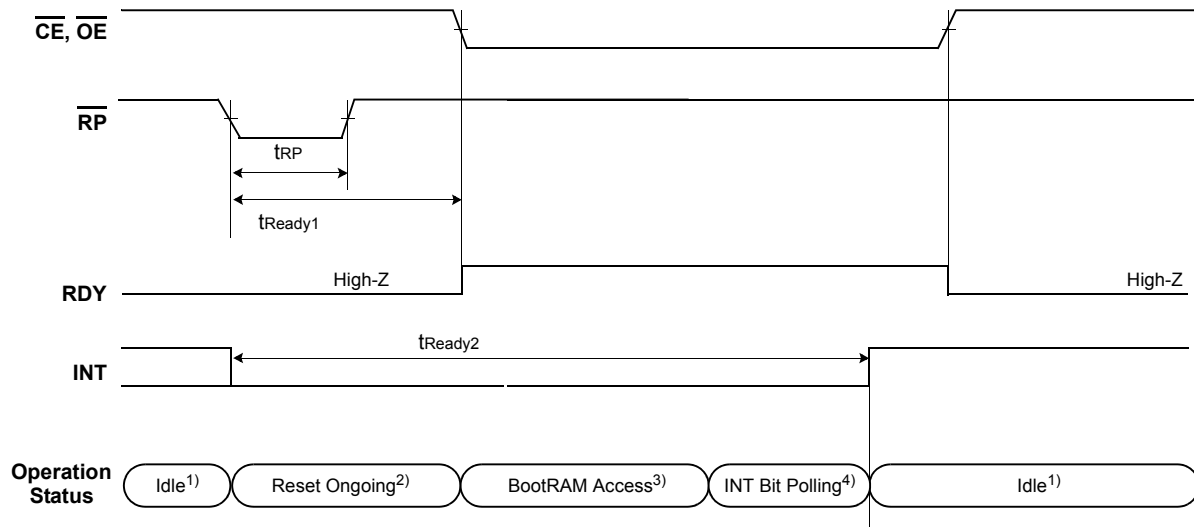 CE, OE
RP
tRP
tReady1
High-Z
RDY
High-Z
tReady2
INT
Operation
Status
Idle1)
Reset Ongoing2)
BootRAM Access3)
INT Bit Polling4)
Idle1)